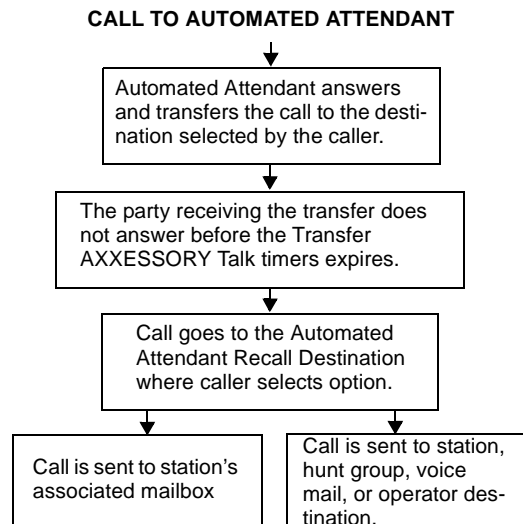 CALL TO AUTOMATED ATTENDANT
Automated Attendant answers
and transfers the call to the desti-
nation selected by the caller.
The party receiving the transfer does
not answer before the Transfer
AXXESSORY Talk timers expires.
Call goes to the Automated
Attendant Recall Destination
where caller selects option.
Call is sent to station's
associated mailbox
Call is sent to station,
hunt group, voice
mail, or operator des-
tination.